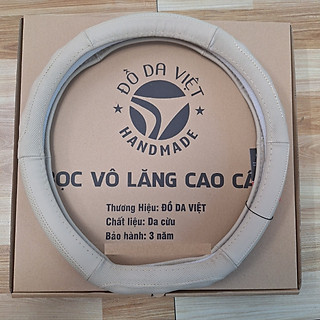 ĐỒ DA VIỆT
HANDMADE
BỌC VÔ LĂNG CAO CẤ
Thương Hiệu: ĐỒ DA VIỆT
Chất liệu: Da cừu
Bảo hành: 3 năm